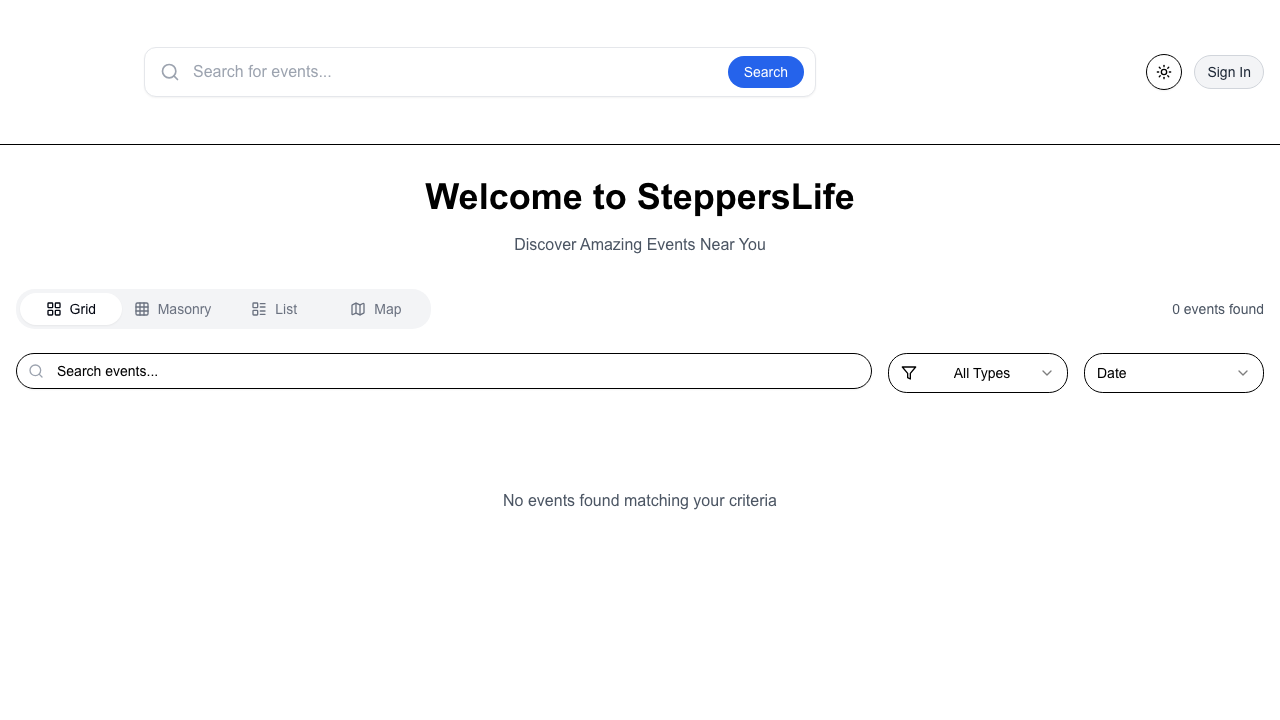 Search for events...
Search
Sign In
Welcome to SteppersLife
Discover Amazing Events Near You
Grid
Masonry
List
Map
0 events found
Search events...
All Types
Date
No events found matching your criteria